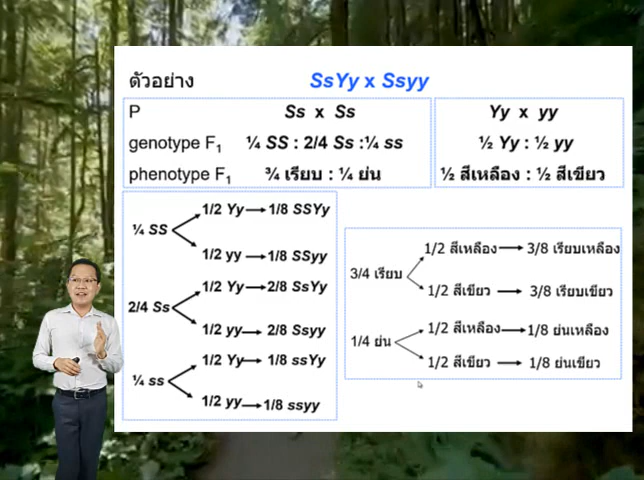 ตัวอย่าง SsYy x Ssyy
P Ss x Ss
genotype F₁ ¼ SS : 2/4 Ss :¼ ss
phenotype F₁ ¾ เรียบ : ¼ ย่น
Yy x yy
½ Yy : ½ yy
½ สีเหลือง : ½ สีเขียว
¼ SS
1/2 Yy → 1/8 SSYy
1/2 yy → 1/8 SSyy
2/4 Ss
1/2 Yy → 2/8 SsYy
1/2 yy → 2/8 Ssyy
¼ ss
1/2 Yy → 1/8 ssYy
1/2 yy → 1/8 ssyy
3/4 เรียบ
1/2 สีเหลือง → 3/8 เรียบเหลือง
1/2 สีเขียว → 3/8 เรียบเขียว
1/4 ย่น
1/2 สีเหลือง → 1/8 ย่นเหลือง
1/2 สีเขียว → 1/8 ย่นเขียว